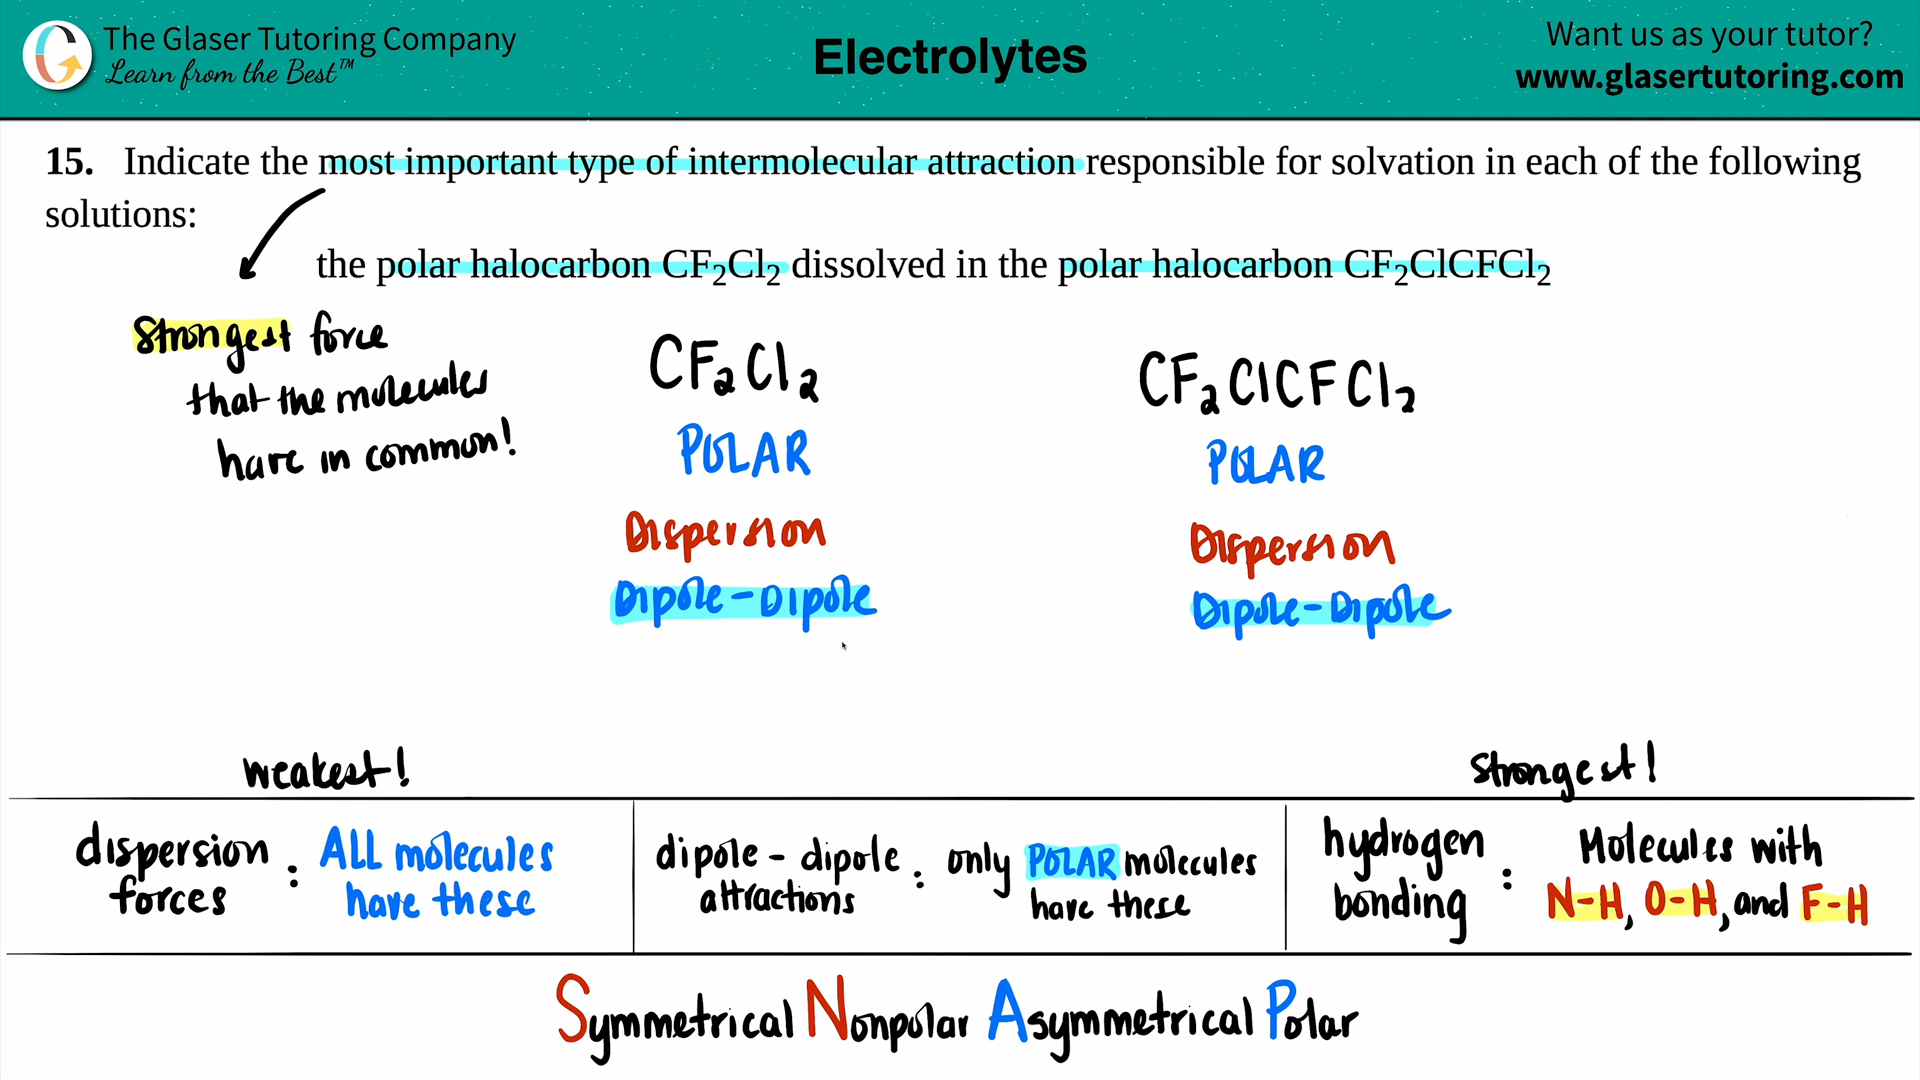 The Glaser Tutoring Company
Learn from the Best™
Electrolytes
Want us as your tutor?
www.glasertutoring.com
15. Indicate the most important type of intermolecular attraction responsible for solvation in each of the following
solutions:
the polar halocarbon CF₂Cl₂ dissolved in the polar halocarbon CF₂ClCFCl₂
Strongest force
that the molecules
have in common!
CF₂Cl₂
POLAR
Dispersion
Dipole-Dipole
CF₂ClCFCl₂
POLAR
Dispersion
Dipole-Dipole
weakest!
strongest!
dispersion
forces
:
ALL molecules
have these
dipole-dipole
attractions
:
only POLAR molecules
have these
hydrogen
bonding
:
Molecules with
N-H, O-H, and F-H
Symmetrical Nonpolar Asymmetrical Polar